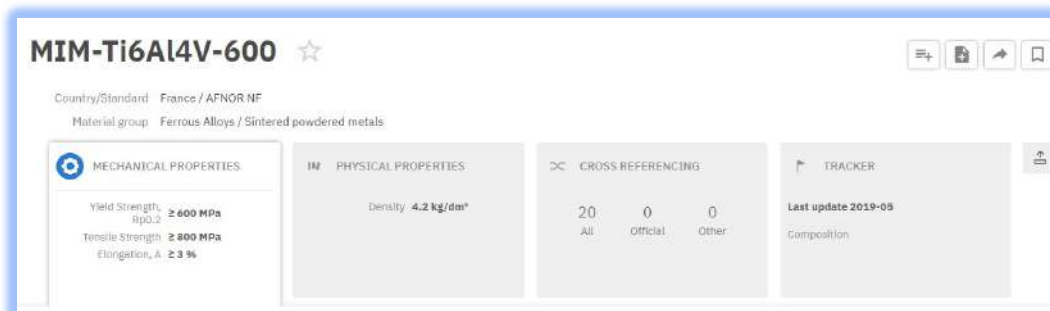 MIM-Ti6Al4V-600
Country/Standard France / AFNOR NF
Material group Ferrous Alloys / Sintered powdered metals
MECHANICAL PROPERTIES
Yield Strength, Rp0.2 ≥ 600 MPa
Tensile Strength ≥ 800 MPa
Elongation, A ≥ 3 %
PHYSICAL PROPERTIES
Density 4.2 kg/dm³
CROSS REFERENCING
20 0 0
All Official Other
TRACKER
Last update 2019-05
Composition